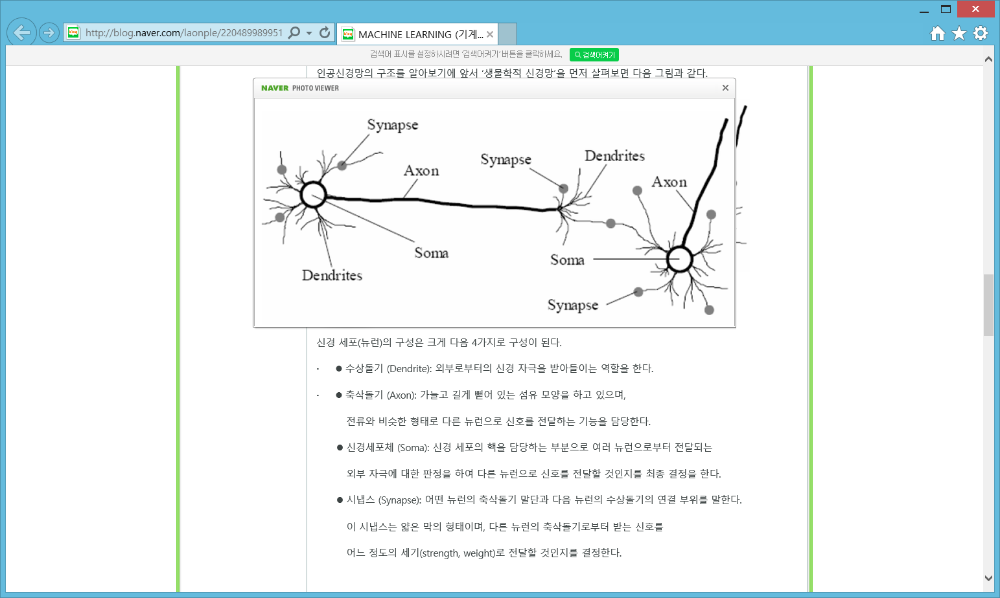 http://blog.naver.com/laonple/220489989951
MACHINE LEARNING (기계...
검색어 표시를 설정하시려면 '검색어켜기' 버튼을 클릭하세요.
검색어켜기
인공신경망의 구조를 알아보기에 앞서 '생물학적 신경망'을 먼저 살펴보면 다음 그림과 같다.
NAVER PHOTO VIEWER
Synapse
Axon
Synapse
Dendrites
Axon
Soma
Soma
Dendrites
Synapse
신경 세포(뉴런)의 구성은 크게 다음 4가지로 구성이 된다.
· ● 수상돌기 (Dendrite): 외부로부터의 신경 자극을 받아들이는 역할을 한다.
· ● 축삭돌기 (Axon): 가늘고 길게 뻗어 있는 섬유 모양을 하고 있으며,
전류와 비슷한 형태로 다른 뉴런으로 신호를 전달하는 기능을 담당한다.
● 신경세포체 (Soma): 신경 세포의 핵을 담당하는 부분으로 여러 뉴런으로부터 전달되는
외부 자극에 대한 판정을 하여 다른 뉴런으로 신호를 전달할 것인지를 최종 결정을 한다.
● 시냅스 (Synapse): 어떤 뉴런의 축삭돌기 말단과 다음 뉴런의 수상돌기의 연결 부위를 말한다.
이 시냅스는 얇은 막의 형태이며, 다른 뉴런의 축삭돌기로부터 받는 신호를
어느 정도의 세기(strength, weight)로 전달할 것인지를 결정한다.